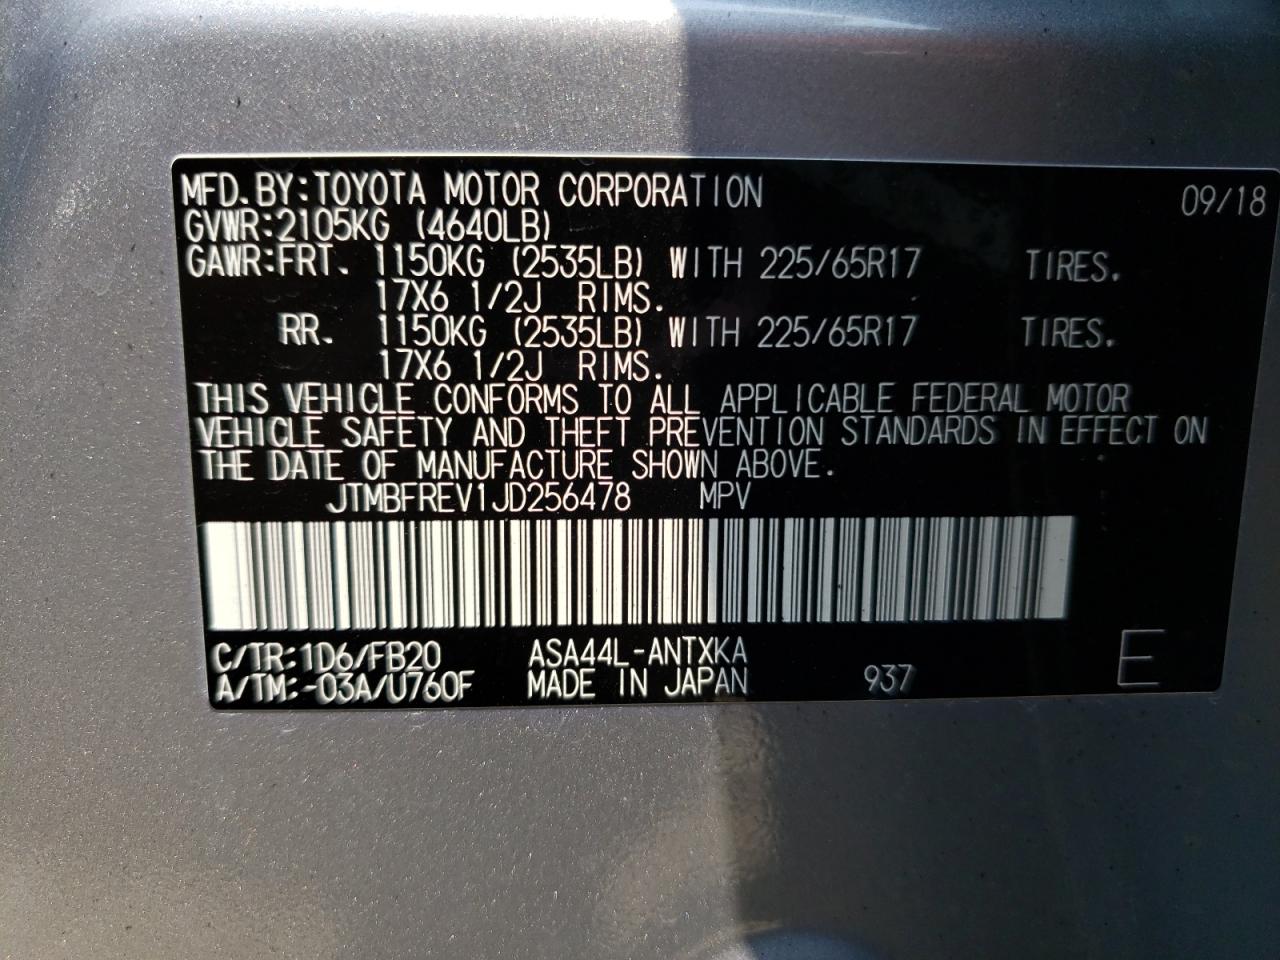 MFD.BY:TOYOTA MOTOR CORPORATION 09/18
GVWR:2105KG (4640LB)
GAWR:FRT. 1150KG (2535LB) WITH 225/65R17 TIRES.
17X6 1/2J RIMS.
RR. 1150KG (2535LB) WITH 225/65R17 TIRES.
17X6 1/2J RIMS.
THIS VEHICLE CONFORMS TO ALL APPLICABLE FEDERAL MOTOR
VEHICLE SAFETY AND THEFT PREVENTION STANDARDS IN EFFECT ON
THE DATE OF MANUFACTURE SHOWN ABOVE.
JTMBFREV1JD256478 MPV
C/TR:1D6/FB20 ASA44L-ANTXKA
A/TM:-03A/U760F MADE IN JAPAN 937 E